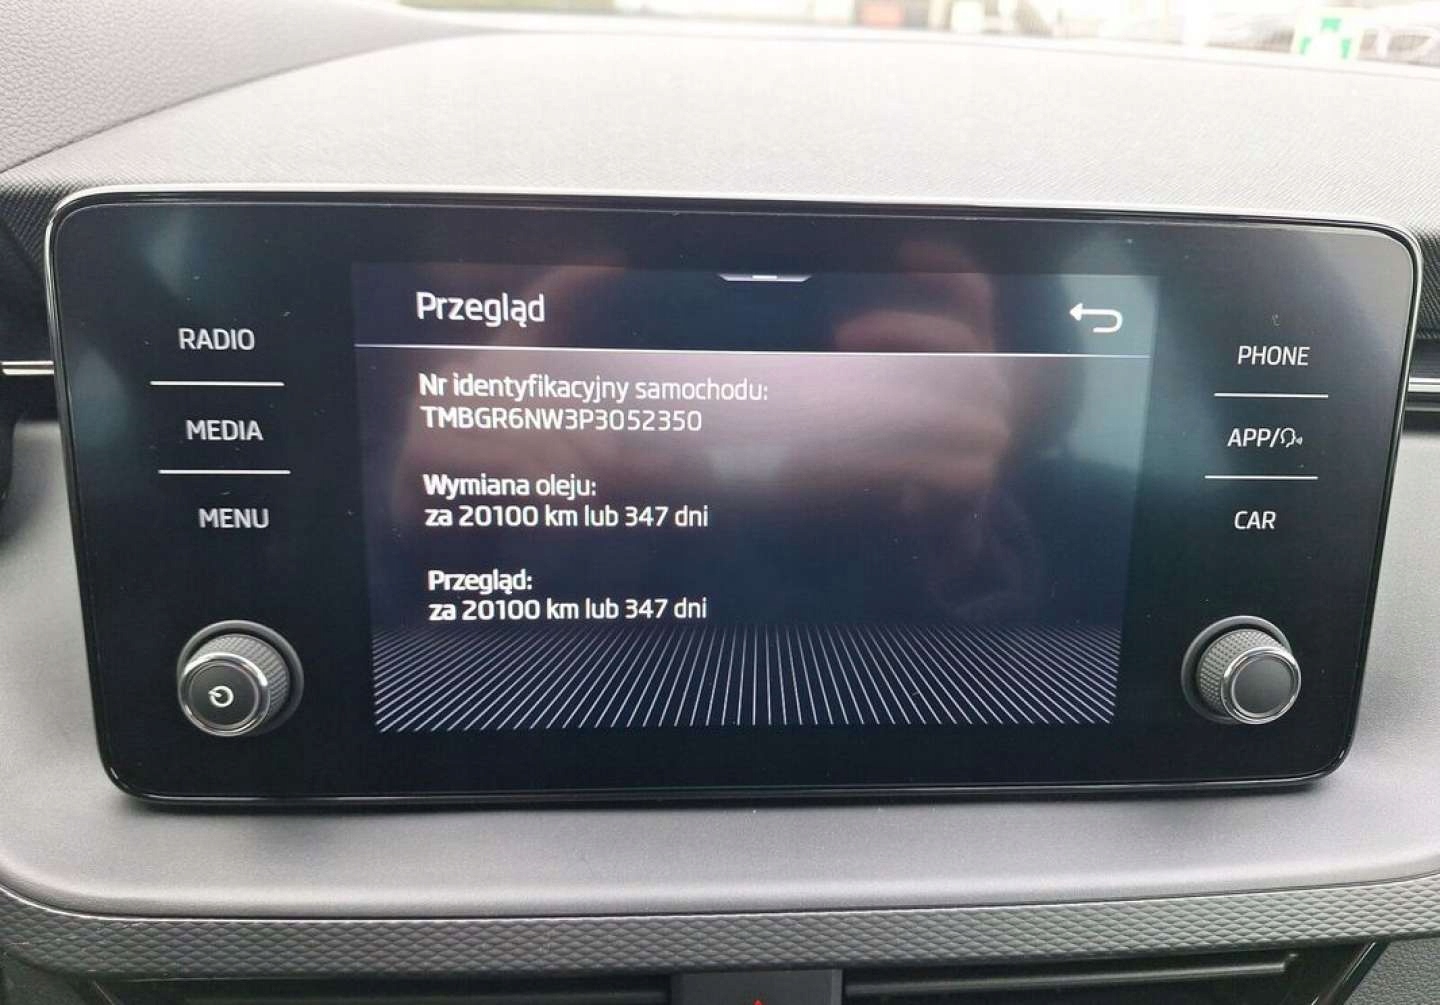 Przegląd
Nr identyfikacyjny samochodu:
TMBGR6NW3P3052350
Wymiana oleju:
za 20100 km lub 347 dni
Przegląd:
za 20100 km lub 347 dni
RADIO
MEDIA
MENU
PHONE
APP/
CAR